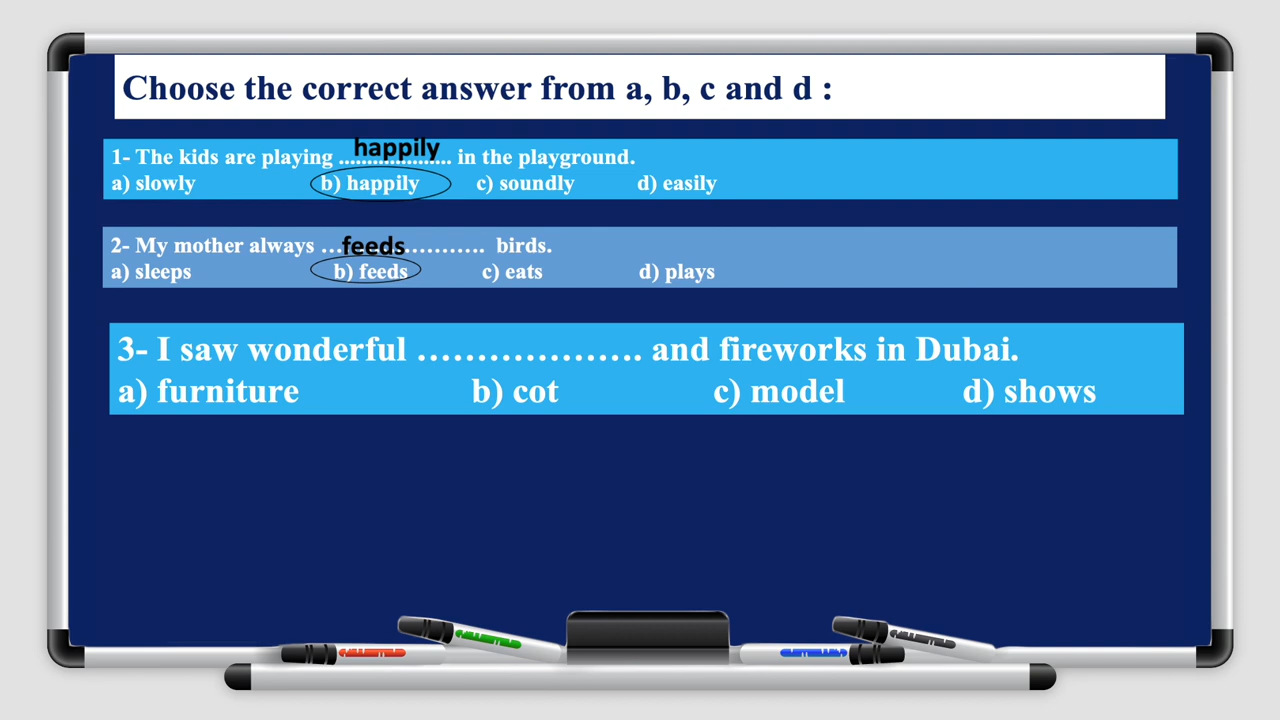 Choose the correct answer from a, b, c and d :
happily
1- The kids are playing .................... in the playground.
a) slowly b) happily c) soundly d) easily
2- My mother always …feeds…………. birds.
a) sleeps b) feeds c) eats d) plays
3- I saw wonderful ………………. and fireworks in Dubai.
a) furniture b) cot c) model d) shows